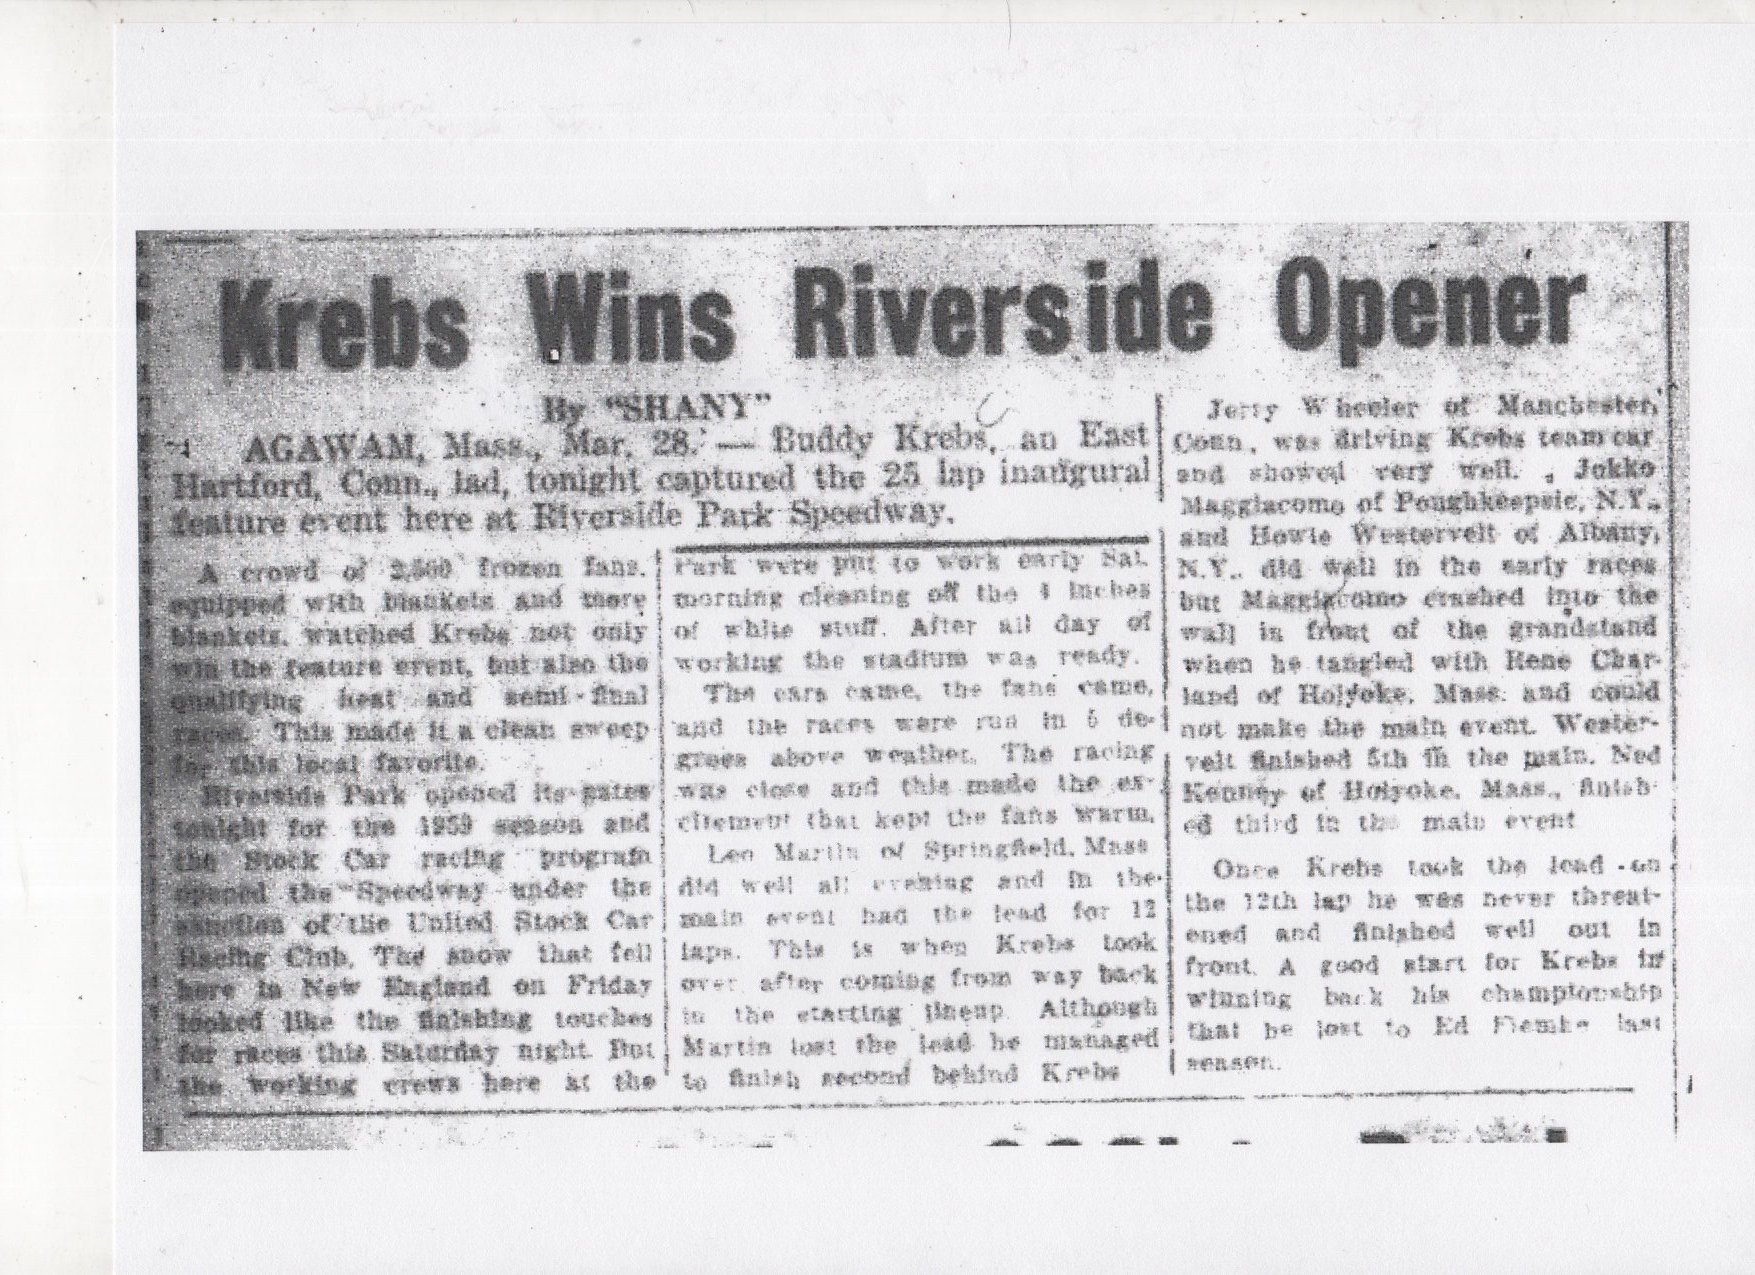 Krebs Wins Riverside Opener
By "SHANY"
AGAWAM, Mass., Mar. 28. — Buddy Krebs, an East
Hartford, Conn., lad, tonight captured the 25 lap inaugural
feature event here at Riverside Park Speedway.
A crowd of frozen fans,
equipped with blankets and more
blankets, watched Krebs not only
win the feature event, but also the
qualifying heat and semi-final
races. This made it a clean sweep
for this local favorite.
Riverside Park opened its gates
tonight for the 1959 season and
the Stock Car racing program
opened the Speedway under the
sanction of the United Stock Car
Racing Club. The snow that fell
here in New England on Friday
looked like the finishing touches
for races this Saturday night. But
the working crews here at the
Park were put to work early Sat.
morning cleaning off the 4 inches
of white stuff. After all day of
working the stadium was ready.
The cars came, the fans came,
and the races were run in 5 de-
grees above weather. The racing
was close and this made the ex-
citement that kept the fans warm.
Leo Martin of Springfield, Mass
did well all evening and in the
main event had the lead for 12
laps. This is when Krebs took
over after coming from way back
in the starting lineup. Although
Martin lost the lead he managed
to finish second behind Krebs
Jerry Wheeler of Manchester,
Conn., was driving Krebs team car
and showed very well. Jokko
Maggiacomo of Poughkeepsie, N.Y.,
and Howie Westervelt of Albany,
N.Y., did well in the early races
but Maggiacomo crashed into the
wall in front of the grandstand
when he tangled with Rene Char-
land of Holyoke, Mass. and could
not make the main event. Wester-
velt finished 5th in the main. Ned
Kenney of Holyoke, Mass., finish-
ed third in the main event
Once Krebs took the lead on
the 12th lap he was never threat-
ened and finished well out in
front. A good start for Krebs in
winning back his championship
that he lost to Ed Flemke last
season.